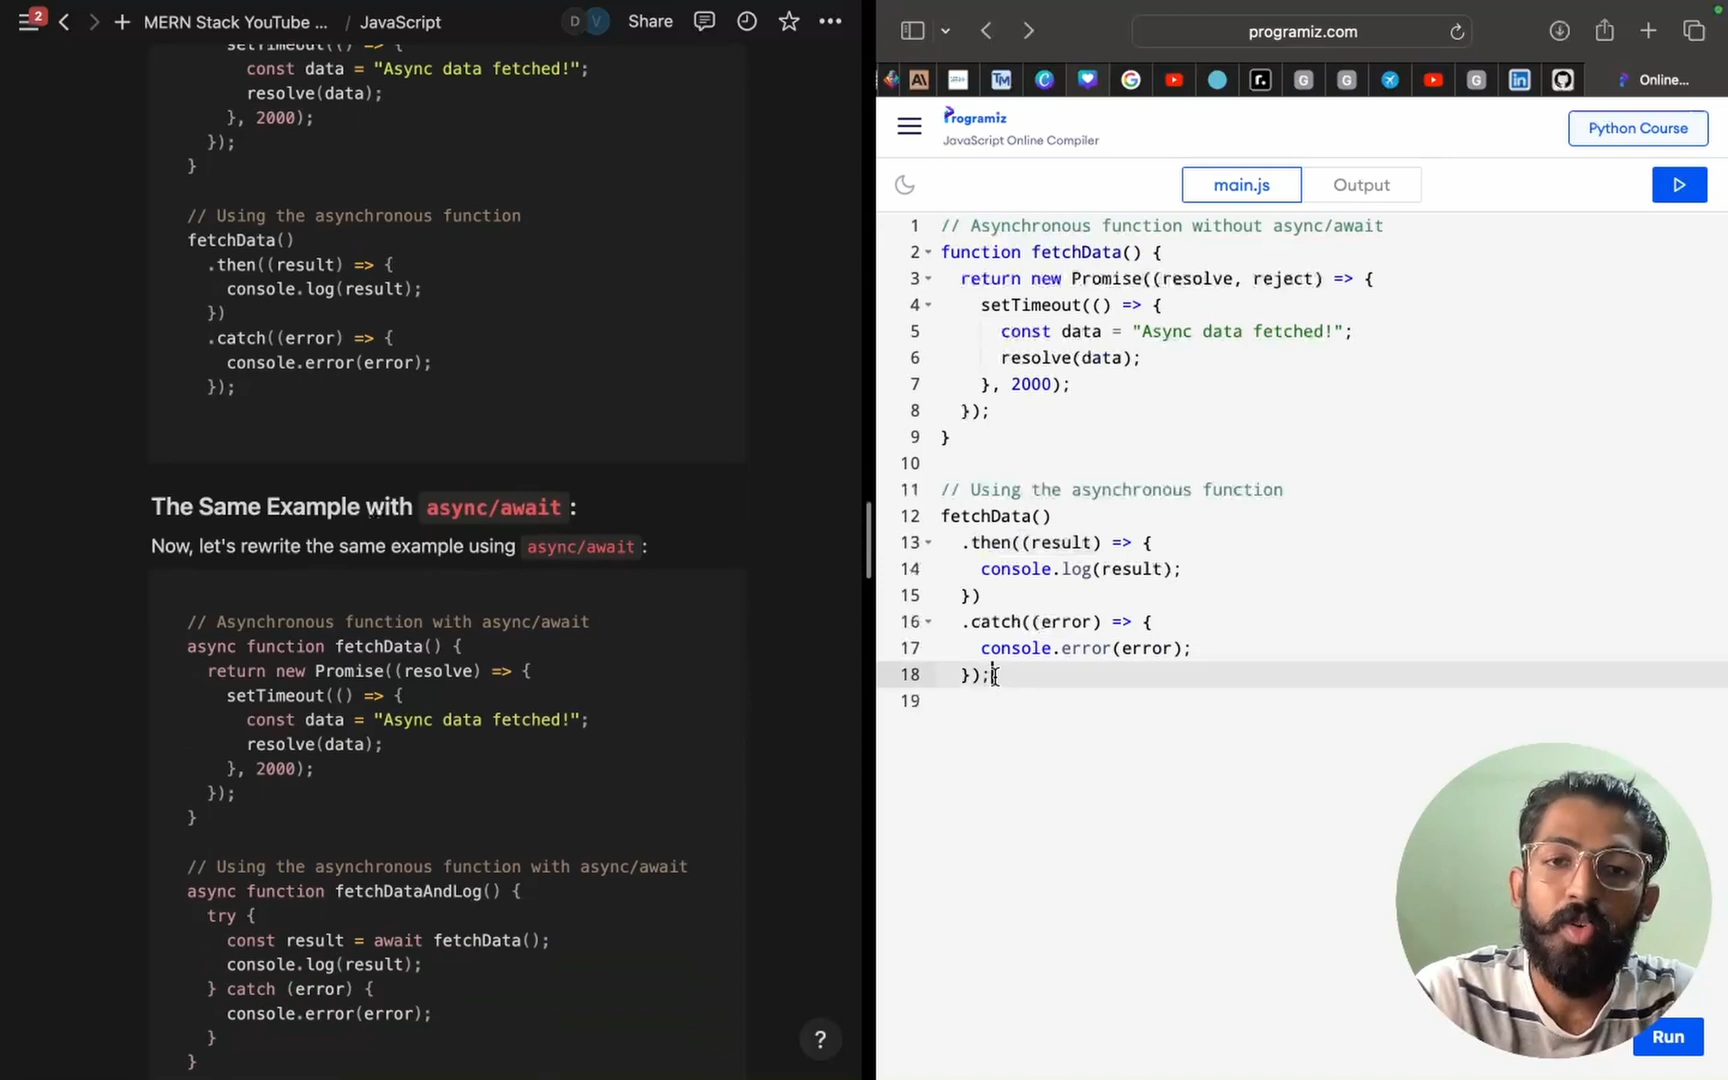 2
MERN Stack YouTube ... / JavaScript
D V Share
setTimeout(() => {
const data = "Async data fetched!";
resolve(data);
}, 2000);
});
}
// Using the asynchronous function
fetchData()
.then((result) => {
console.log(result);
})
.catch((error) => {
console.error(error);
});
The Same Example with async/await :
Now, let's rewrite the same example using async/await :
// Asynchronous function with async/await
async function fetchData() {
return new Promise((resolve) => {
setTimeout(() => {
const data = "Async data fetched!";
resolve(data);
}, 2000);
});
}
// Using the asynchronous function with async/await
async function fetchDataAndLog() {
try {
const result = await fetchData();
console.log(result);
} catch (error) {
console.error(error);
}
}
?
programiz.com
TM
Online...
Programiz
JavaScript Online Compiler
Python Course
main.js
Output
1 // Asynchronous function without async/await
2 function fetchData() {
3 return new Promise((resolve, reject) => {
4 setTimeout(() => {
5 const data = "Async data fetched!";
6 resolve(data);
7 }, 2000);
8 });
9 }
10
11 // Using the asynchronous function
12 fetchData()
13 .then((result) => {
14 console.log(result);
15 })
16 .catch((error) => {
17 console.error(error);
18 });
19
Run